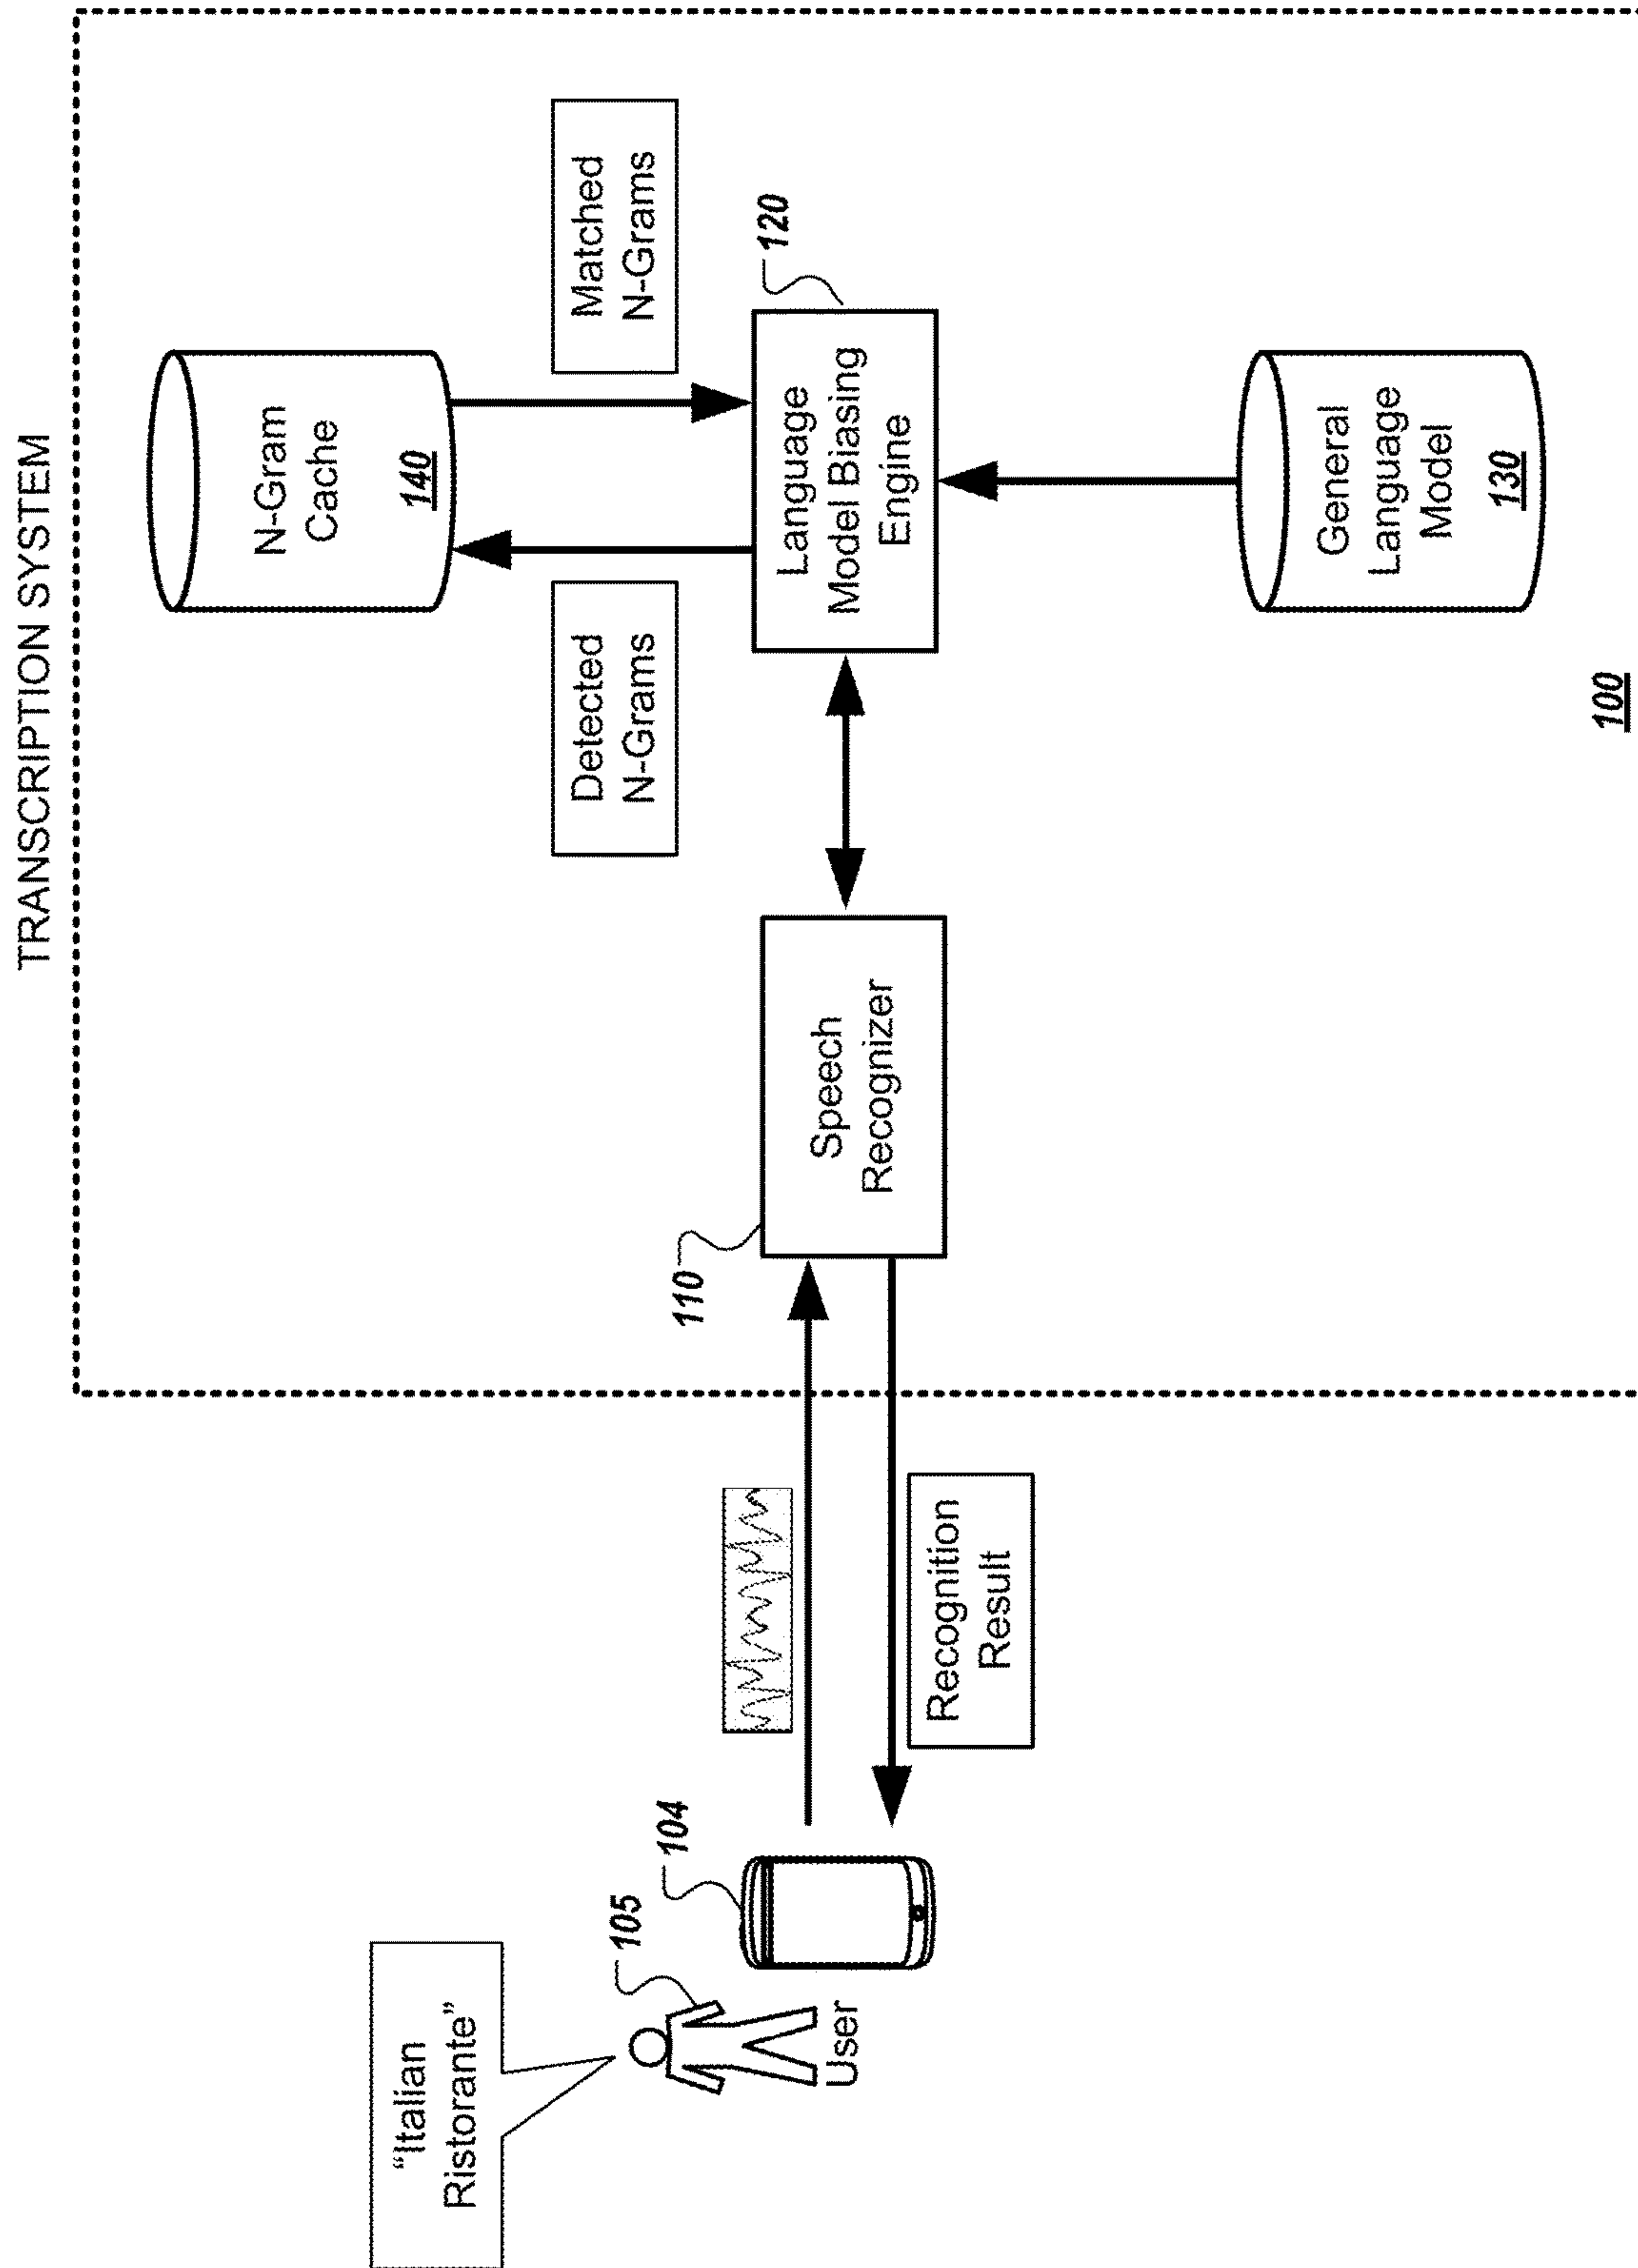 TRANSCRIPTION SYSTEM
"Italian
Ristorante"
105
User
104
Recognition
Result
110
Speech
Recognizer
Detected
N-Grams
N-Gram
Cache
140
Matched
N-Grams
120
Language
Model Biasing
Engine
General
Language
Model
130
100